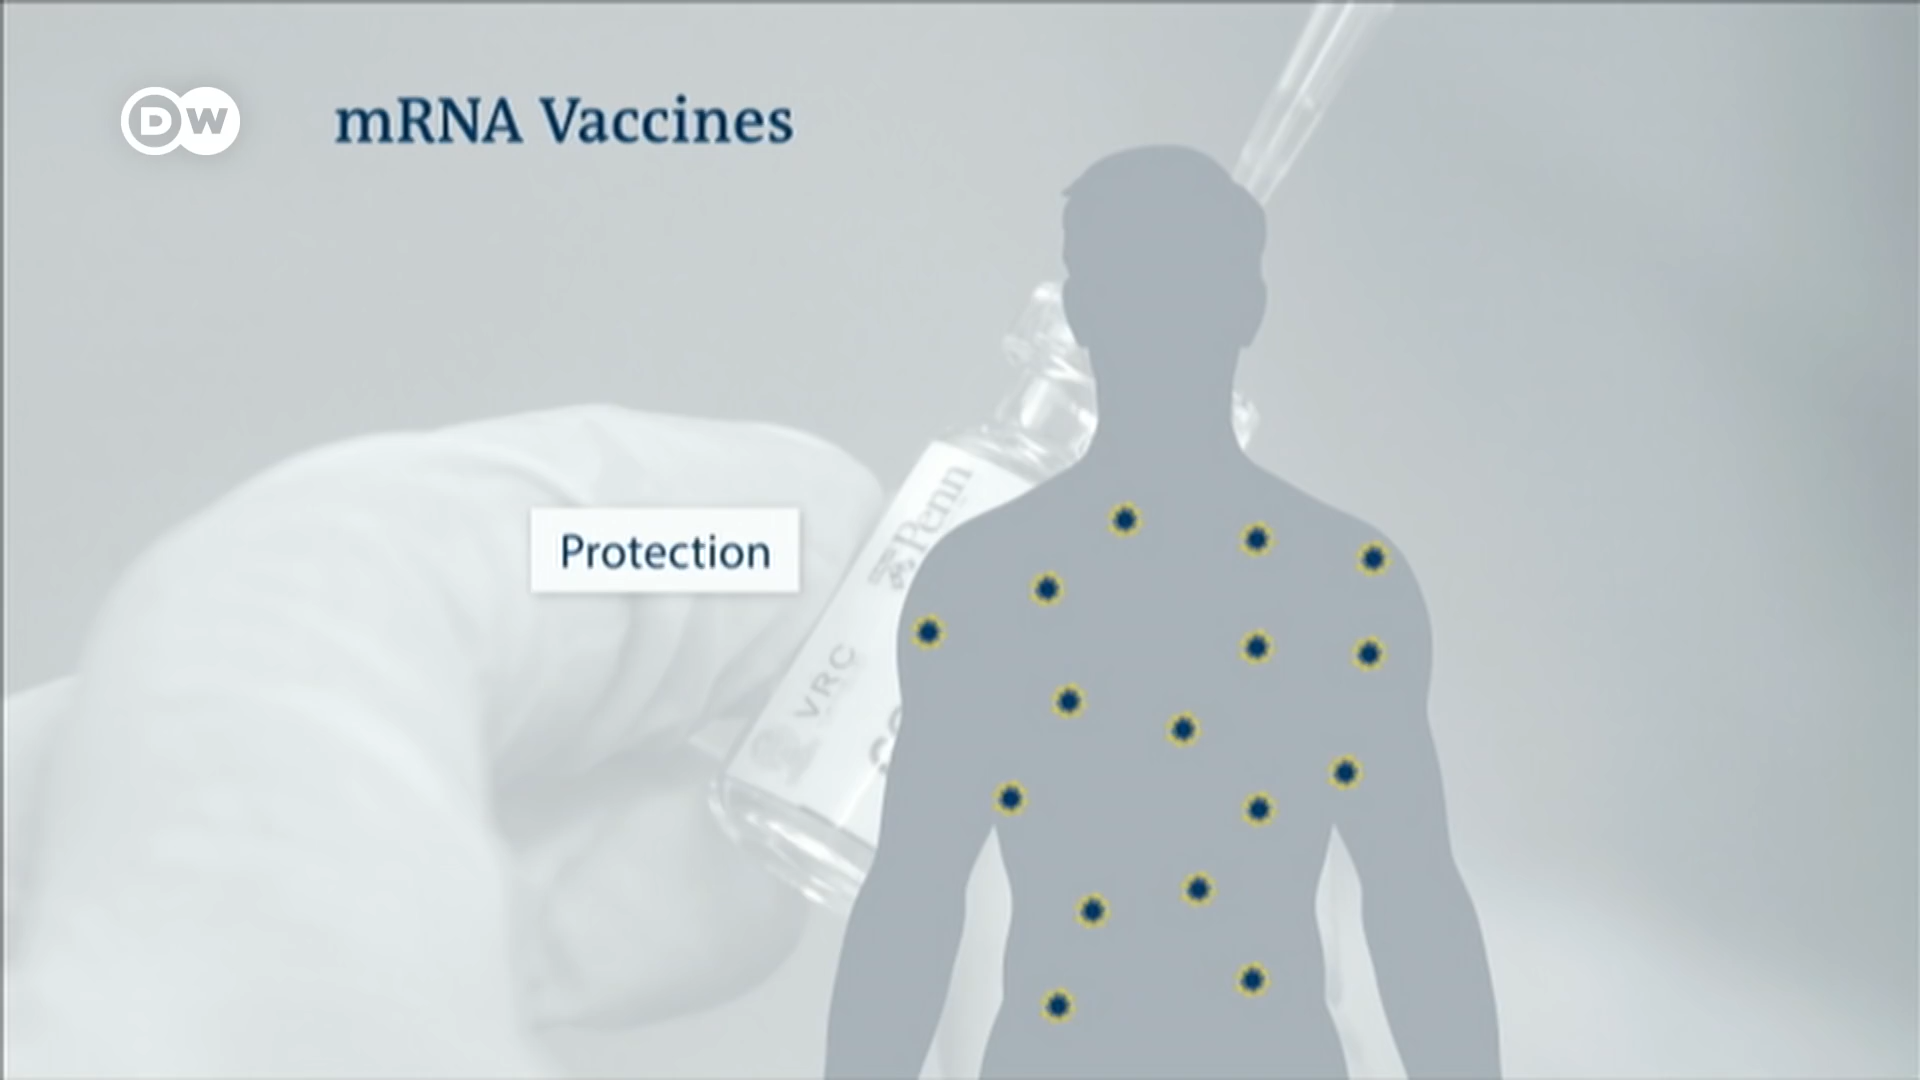 DW
mRNA Vaccines
Penn
Protection
VRC